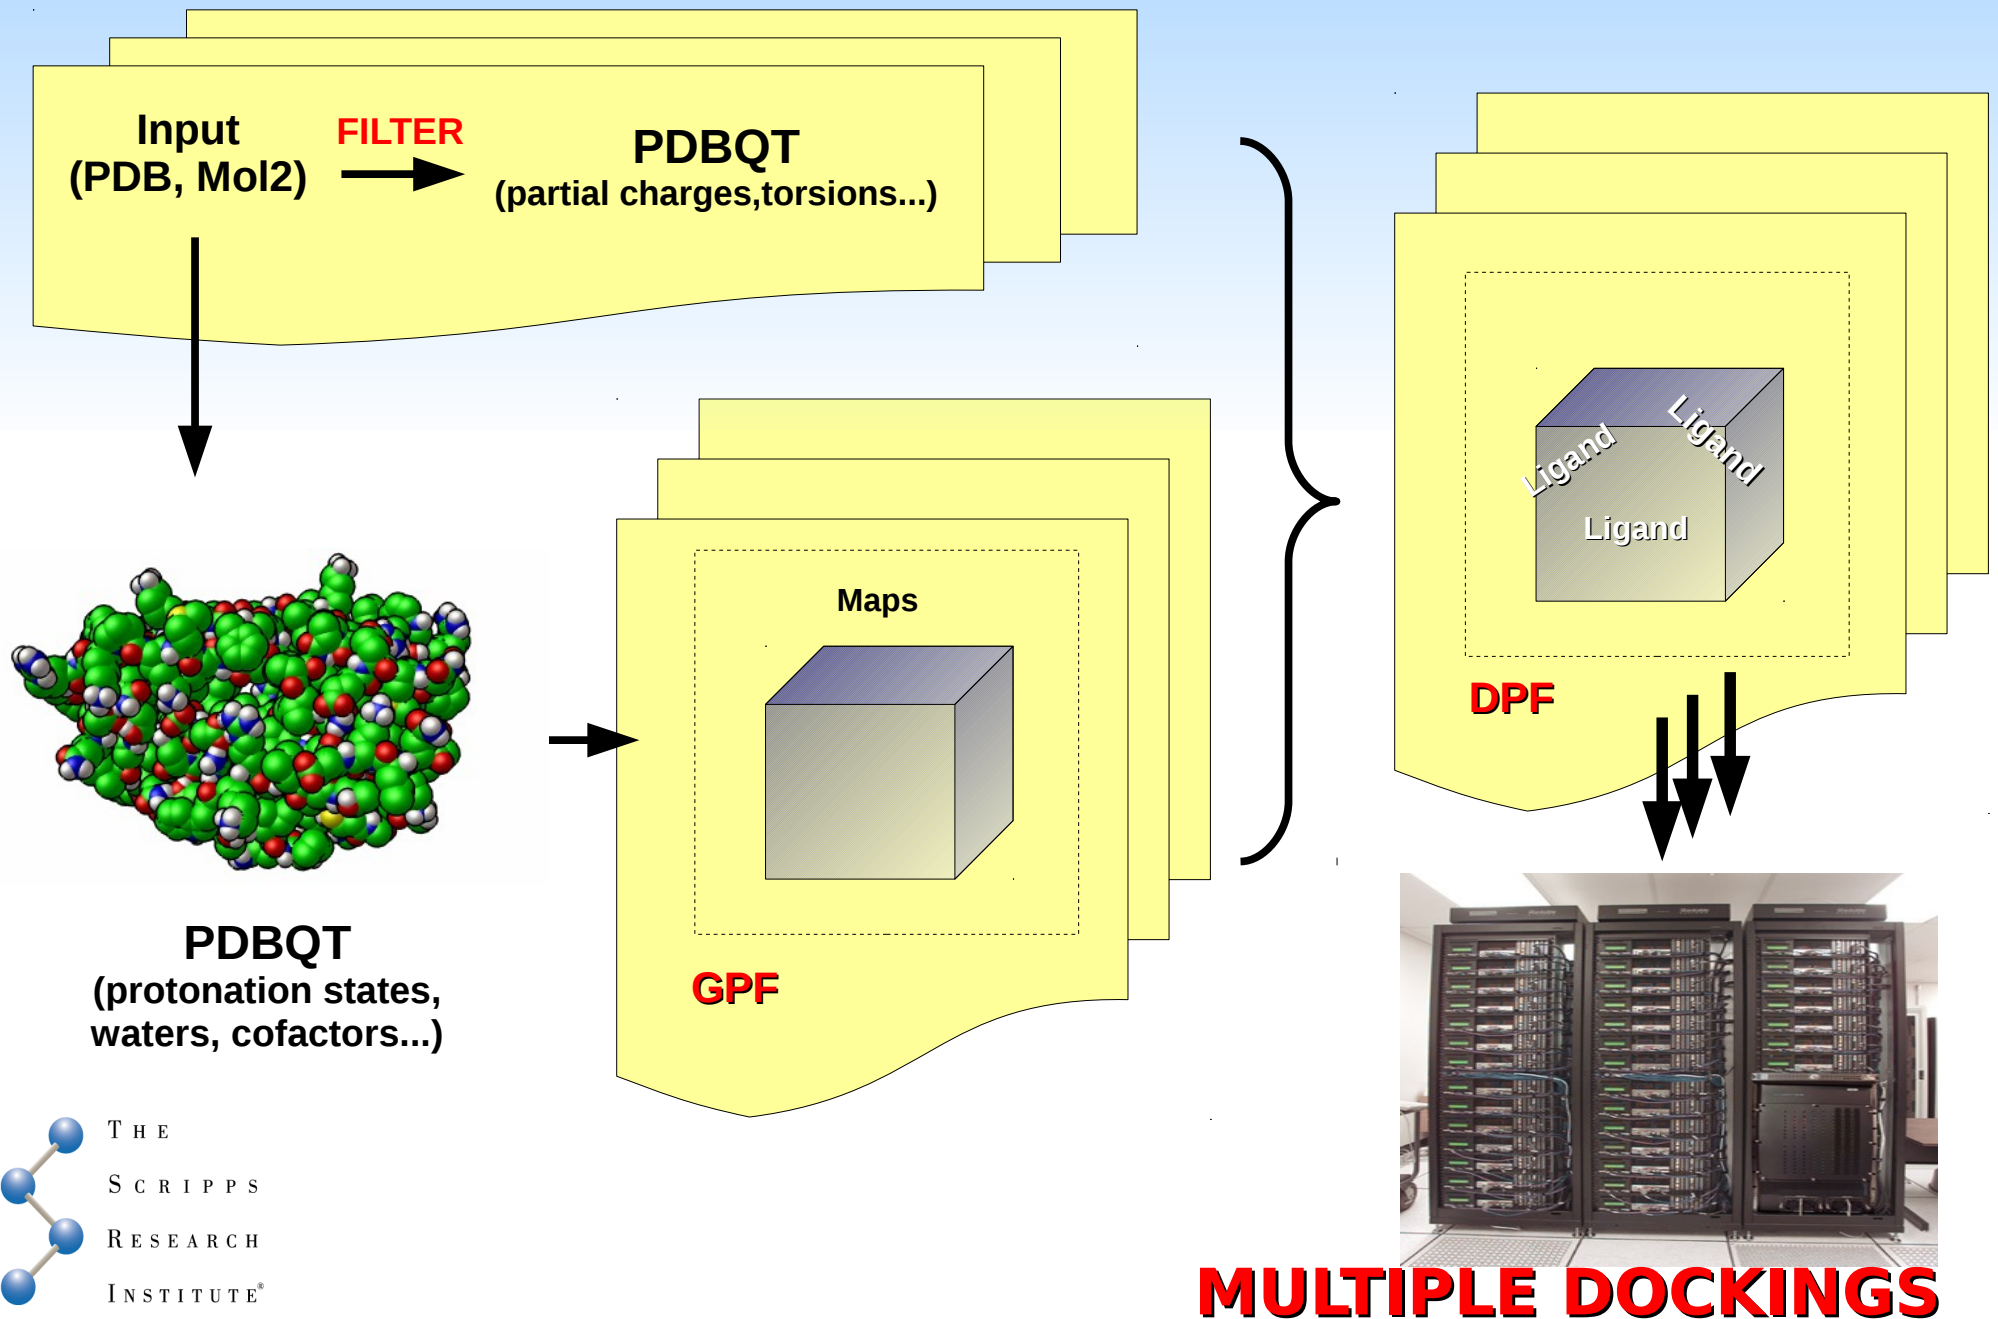 Input
(PDB, Mol2)
FILTER
PDBQT
(partial charges,torsions...)
Maps
GPF
Ligand
Ligand
Ligand
DPF
PDBQT
(protonation states,
waters, cofactors...)
THE
SCRIPPS
RESEARCH
INSTITUTE®
MULTIPLE DOCKINGS